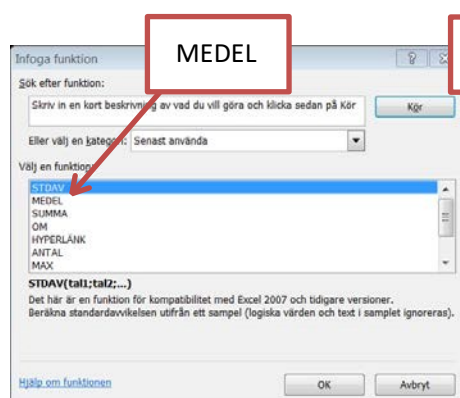 MEDEL
Infoga funktion
Sök efter funktion:
Skriv in en kort beskrivning av vad du vill göra och klicka sedan på Kör
Kör
Eller välj en kategori: Senast använda
Välj en funktion:
STDAV
MEDEL
SUMMA
OM
HYPERLÄNK
ANTAL
MAX
STDAV(tal1;tal2;...)
Det här är en funktion för kompatibilitet med Excel 2007 och tidigare versioner.
Beräkna standardavvikelsen utifrån ett sampel (logiska värden och text i samplet ignoreras).
Hjälp om funktionen
OK
Avbryt